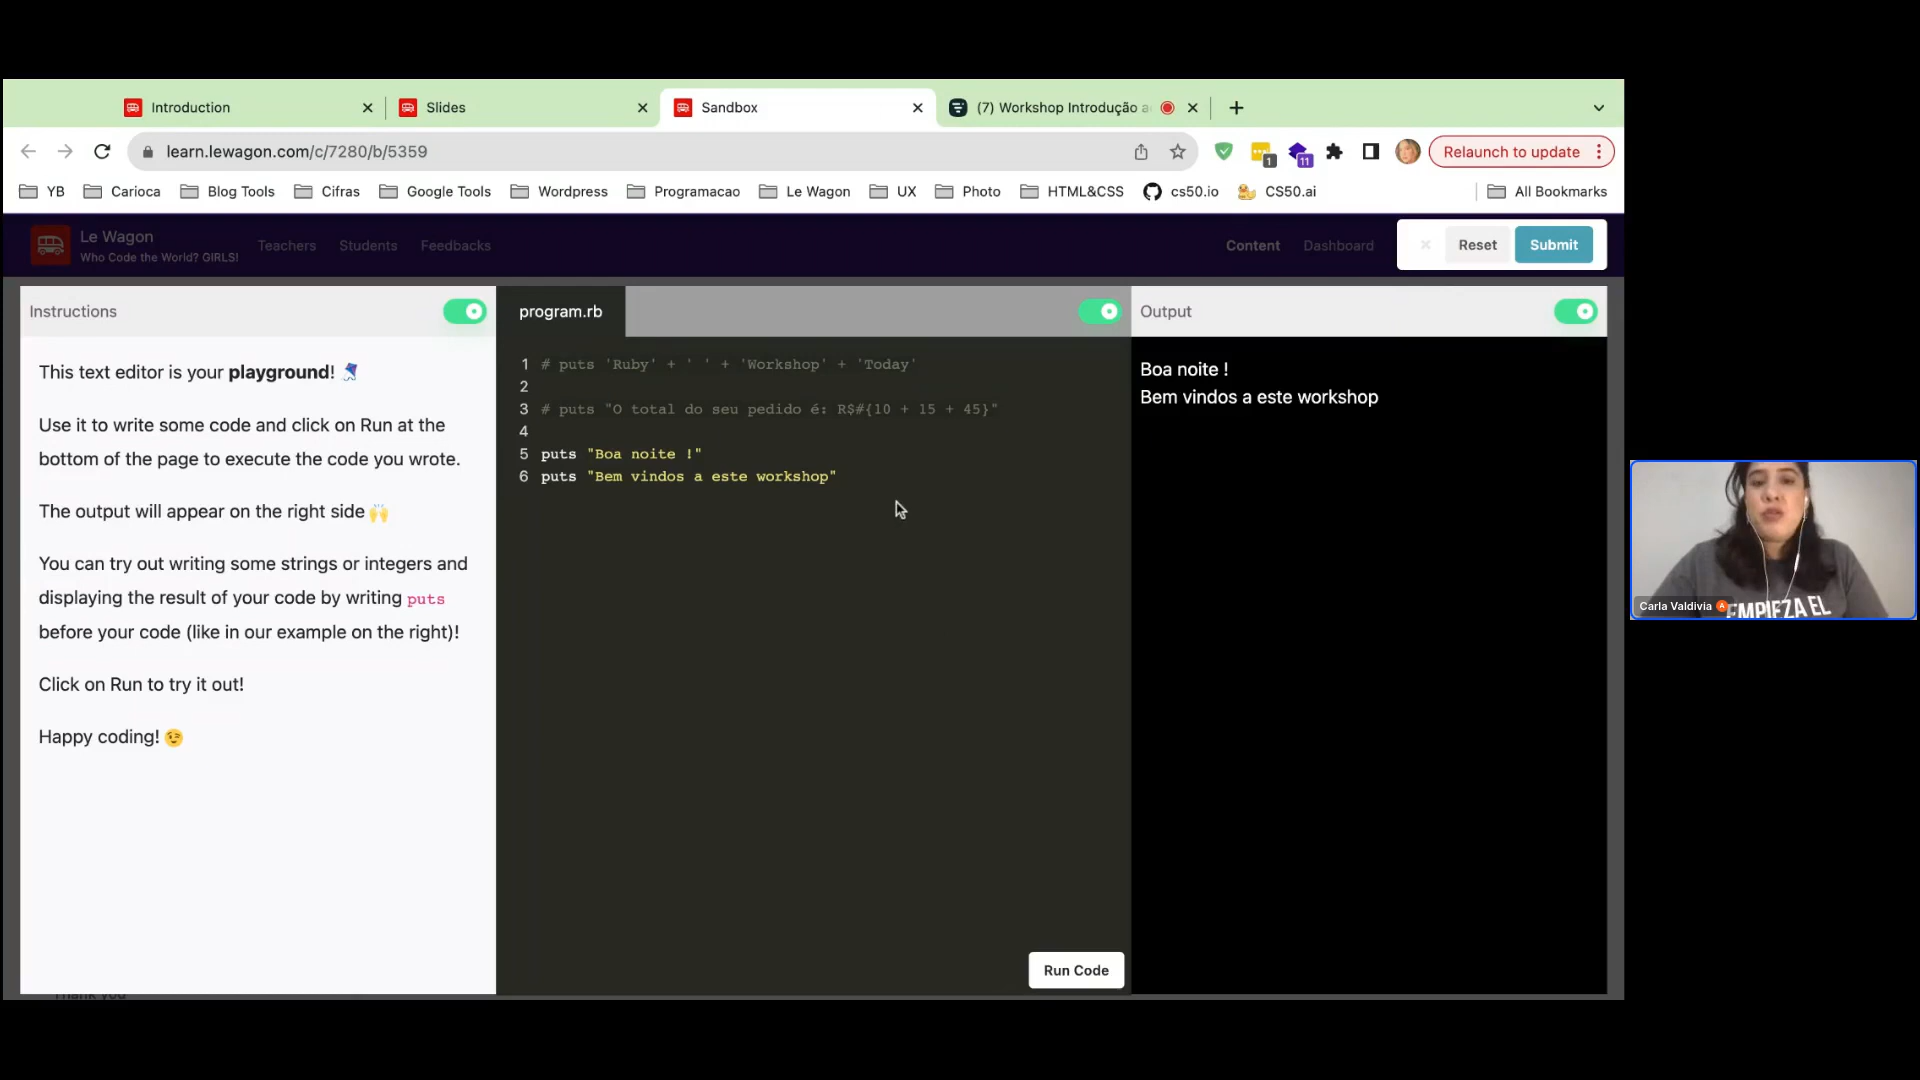 Introduction
Slides
Sandbox
(7) Workshop Introdução a
learn.lewagon.com/c/7280/b/5359
1
11
Relaunch to update
YB
Carioca
Blog Tools
Cifras
Google Tools
Wordpress
Programacao
Le Wagon
UX
Photo
HTML&CSS
cs50.io
CS50.ai
All Bookmarks
Le Wagon
Who Code the World? GIRLS!
Teachers
Students
Feedbacks
Content
Dashboard
Reset
Submit
Instructions
This text editor is your playground! 🪁
Use it to write some code and click on Run at the
bottom of the page to execute the code you wrote.
The output will appear on the right side 🙌
You can try out writing some strings or integers and
displaying the result of your code by writing puts
before your code (like in our example on the right)!
Click on Run to try it out!
Happy coding! 😉
Thank you
program.rb
1 # puts 'Ruby' + ' ' + 'Workshop' + 'Today'
2
3 # puts "O total do seu pedido é: R$#{10 + 15 + 45}"
4
5 puts "Boa noite !"
6 puts "Bem vindos a este workshop"
Run Code
Output
Boa noite !
Bem vindos a este workshop
Carla Valdivia
EMPIEZA EL